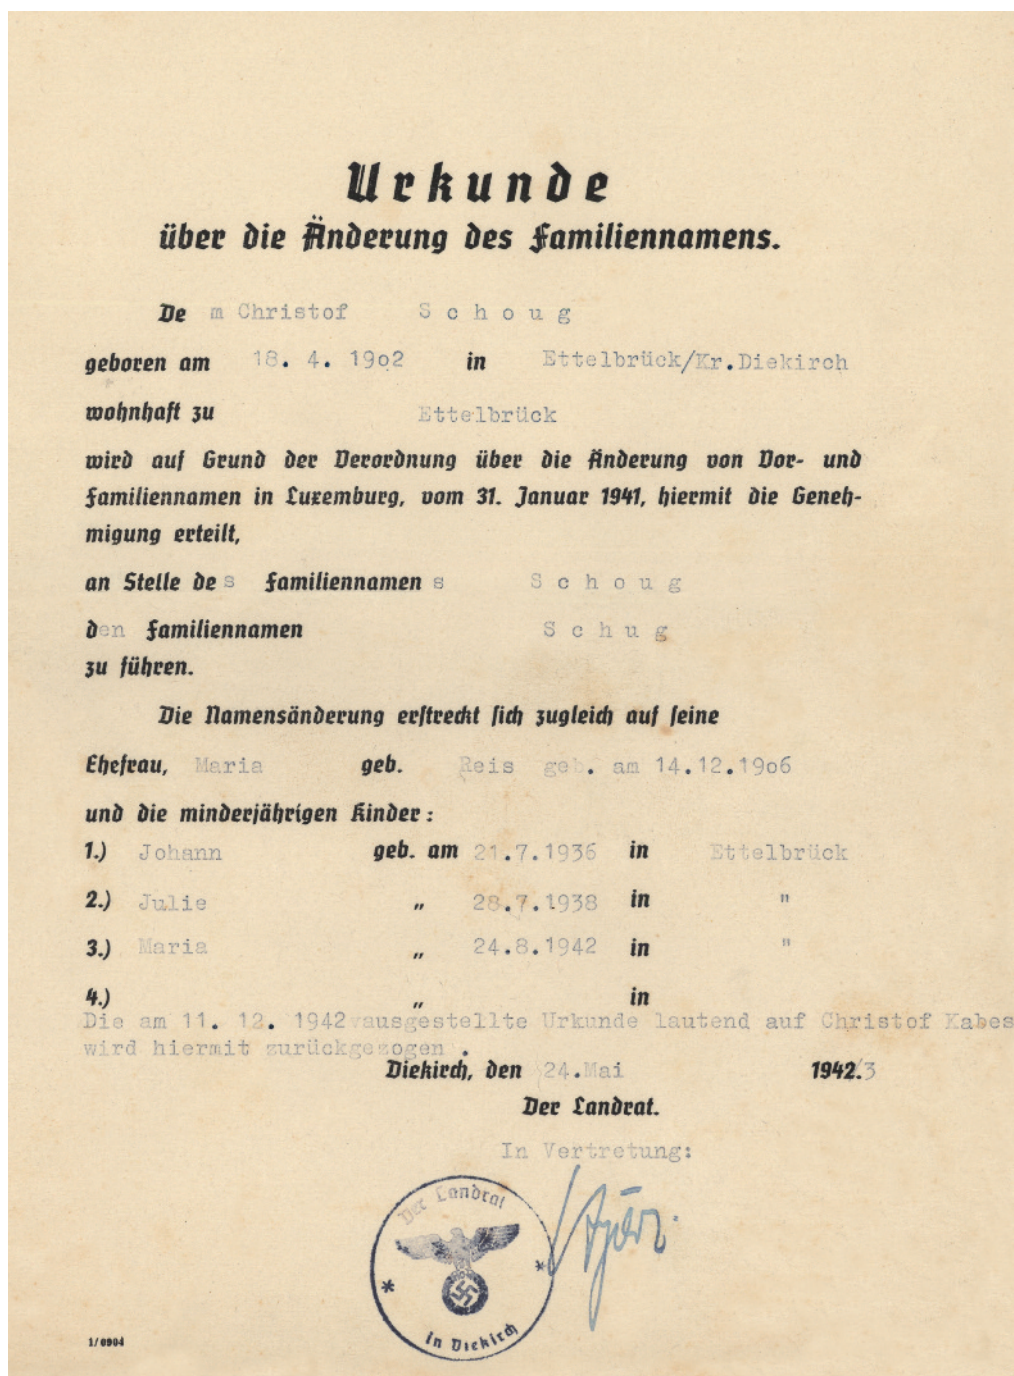 Urkunde
über die Änderung des Familiennamens.
De m Christof Schoug
geboren am 18. 4. 1902 in Ettelbrück/Kr.Diekirch
wohnhaft zu Ettelbrück
wird auf Grund der Verordnung über die Änderung von Vor- und
Familiennamen in Luxemburg, vom 31. Januar 1941, hiermit die Geneh-
migung erteilt,
an Stelle des Familiennamens Schoug
den Familiennamen Schug
zu führen.
Die Namensänderung erstreckt sich zugleich auf seine
Ehefrau, Maria geb. Reis geb. am 14.12.1906
und die minderjährigen Kinder:
1.) Johann geb. am 21.7.1936 in Ettelbrück
2.) Julie „ 28.7.1938 in "
3.) Maria „ 24.8.1942 in "
4.) „ in
Die am 11. 12. 1942 ausgestellte Urkunde lautend auf Christof Kabes
wird hiermit zurückgezogen .
Diekirch, den 24.Mai 1942./3
Der Landrat.
In Vertretung:
Der Landrat
in Diekirch
1/0904